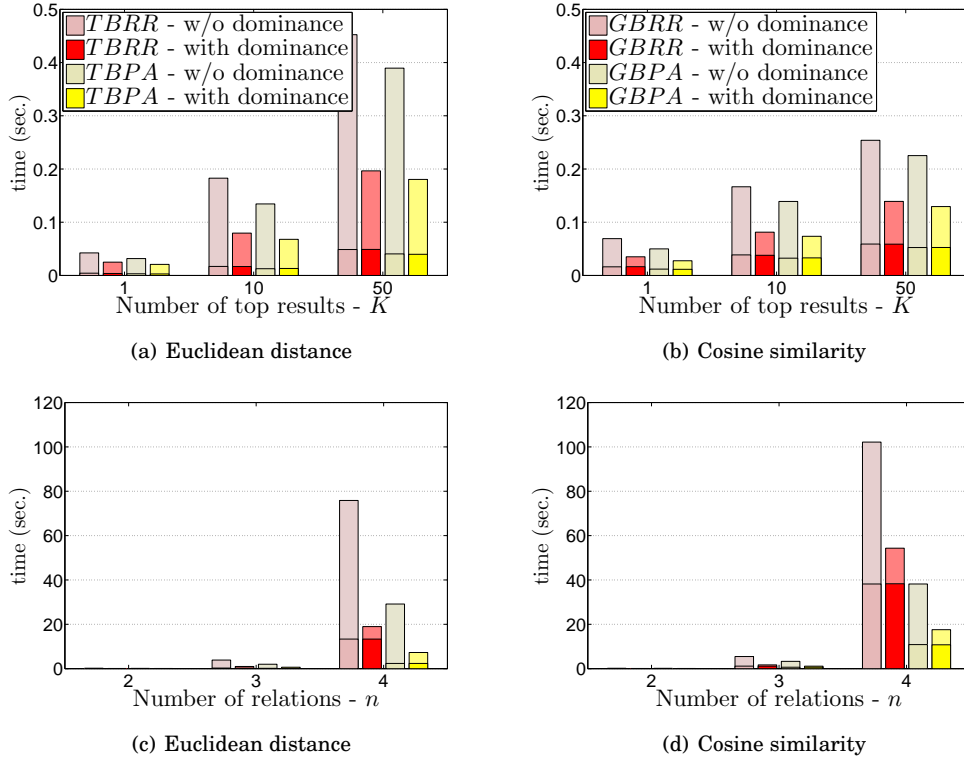 0.5
0.4
0.3
0.2
0.1
0
time (sec.)
TBRR - w/o dominance
TBRR - with dominance
TBPA - w/o dominance
TBPA - with dominance
1 10 50
Number of top results - K
(a) Euclidean distance
0.5
0.4
0.3
0.2
0.1
0
time (sec.)
GBRR - w/o dominance
GBRR - with dominance
GBPA - w/o dominance
GBPA - with dominance
1 10 50
Number of top results - K
(b) Cosine similarity
120
100
80
60
40
20
0
time (sec.)
2 3 4
Number of relations - n
(c) Euclidean distance
120
100
80
60
40
20
0
time (sec.)
2 3 4
Number of relations - n
(d) Cosine similarity